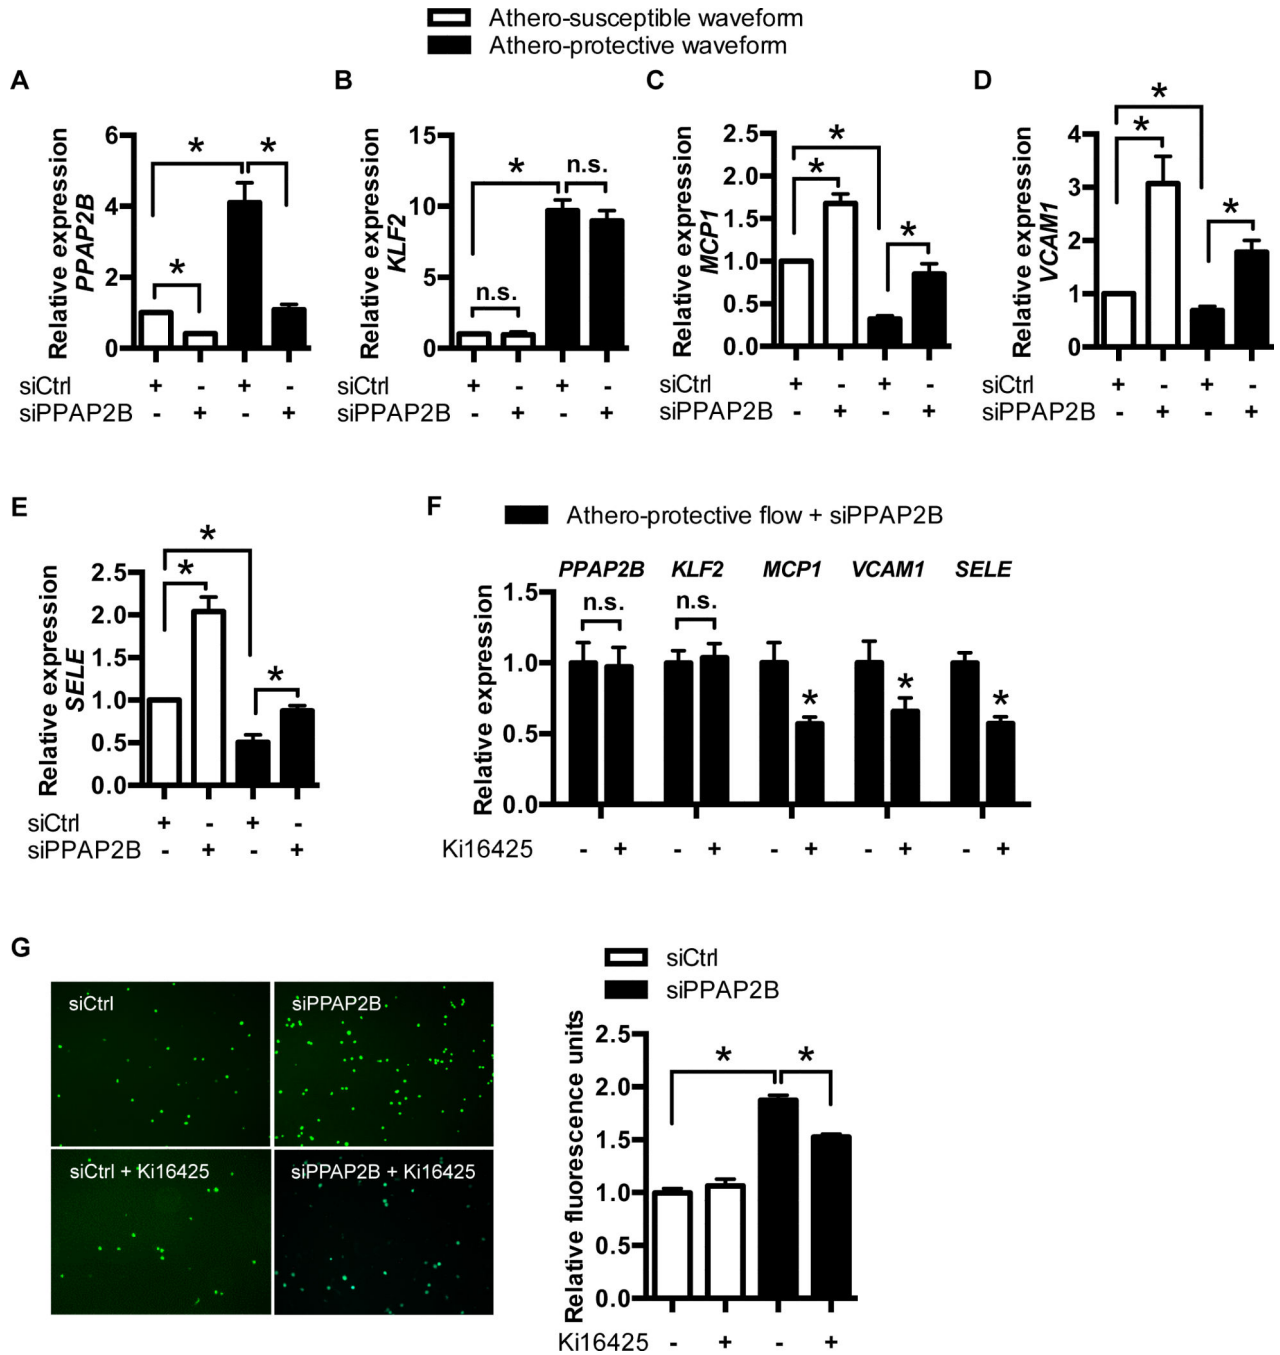 Athero-susceptible waveform
Athero-protective waveform
A
Relative expression
PPAP2B
6
4
2
0
* * *
siCtrl + - + -
siPPAP2B - + - +
B
Relative expression
KLF2
15
10
5
0
n.s. * n.s.
siCtrl + - + -
siPPAP2B - + - +
C
Relative expression
MCP1
2.5
2.0
1.5
1.0
0.5
0.0
* * *
siCtrl + - + -
siPPAP2B - + - +
D
Relative expression
VCAM1
4
3
2
1
0
* * *
siCtrl + - + -
siPPAP2B - + - +
E
Relative expression
SELE
2.5
2.0
1.5
1.0
0.5
0.0
* * *
siCtrl + - + -
siPPAP2B - + - +
F
Athero-protective flow + siPPAP2B
PPAP2B KLF2 MCP1 VCAM1 SELE
Relative expression
1.5
1.0
0.5
0.0
n.s. n.s. * * *
Ki16425 - + - + - + - + - +
G
siCtrl
siPPAP2B
siCtrl + Ki16425
siPPAP2B + Ki16425
siCtrl
siPPAP2B
Relative fluorescence units
2.5
2.0
1.5
1.0
0.5
0.0
* *
Ki16425 - + - +